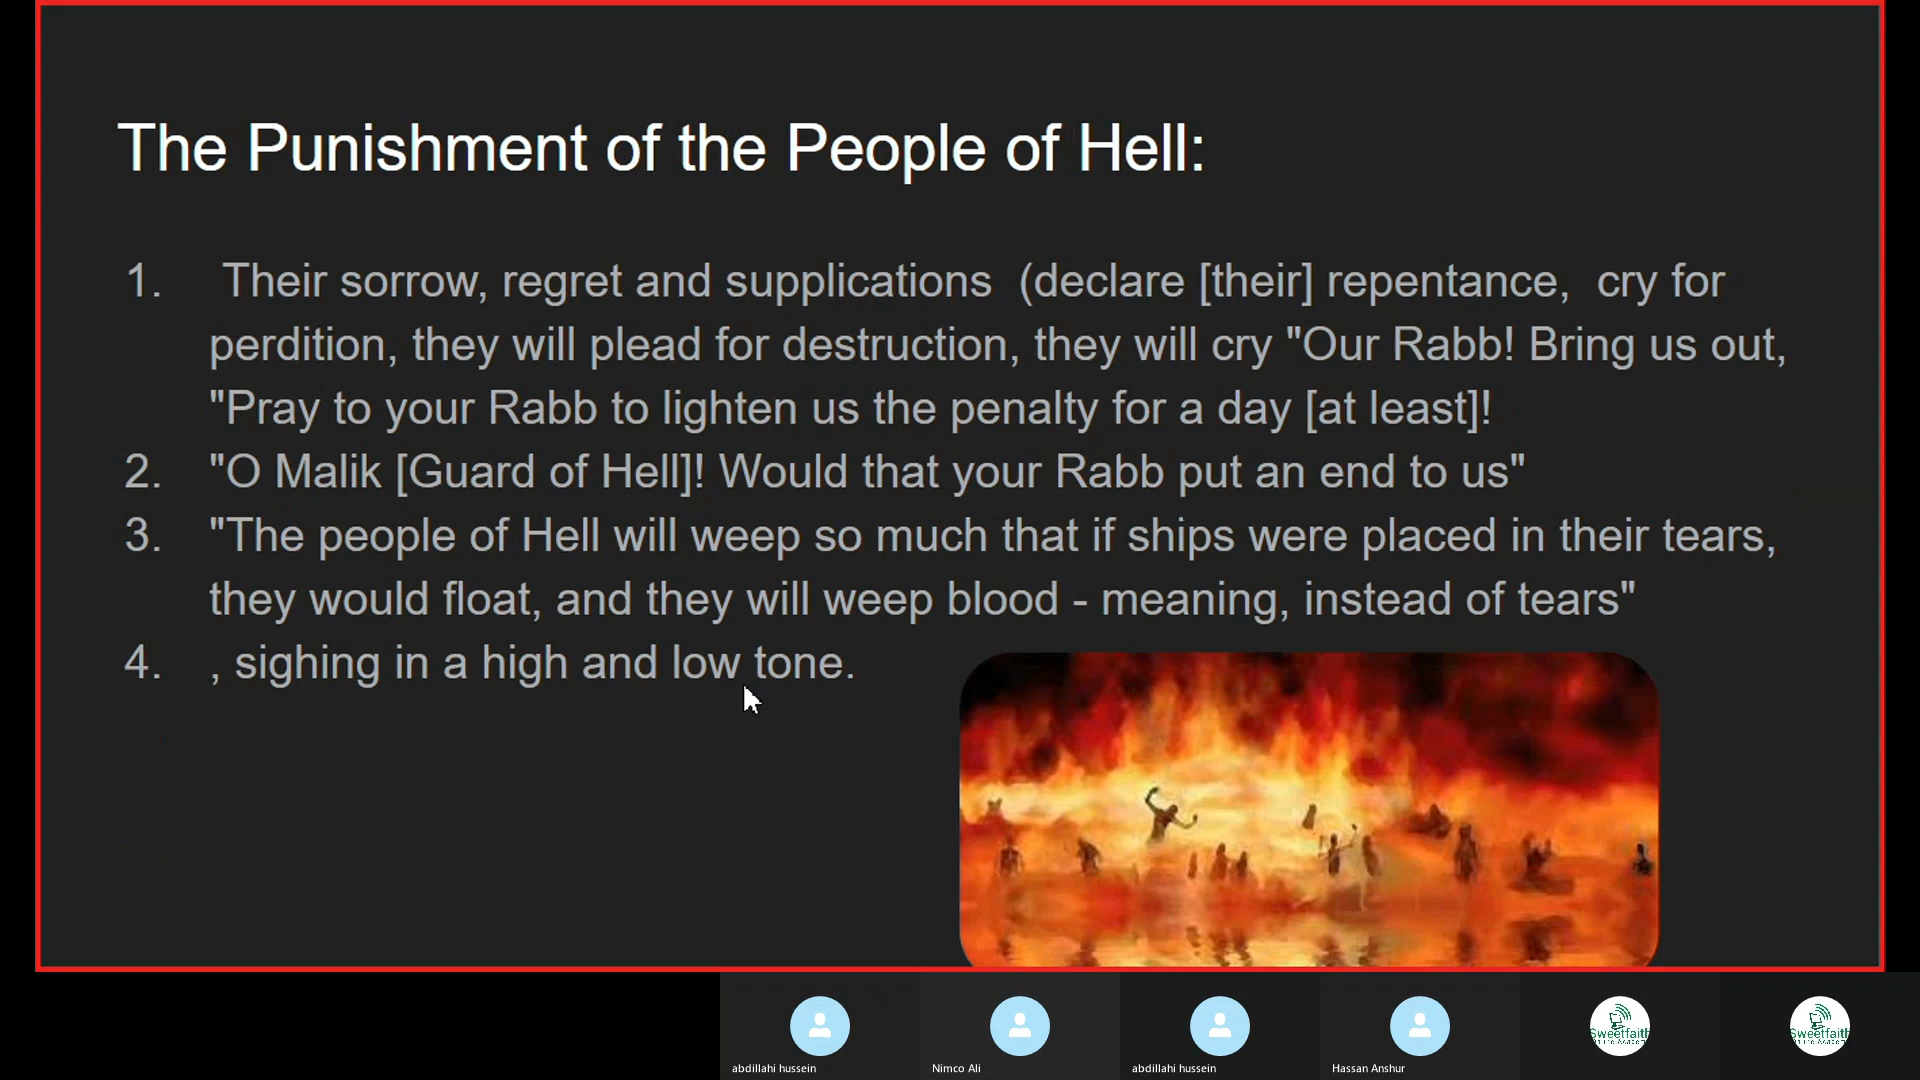 The Punishment of the People of Hell:
1. Their sorrow, regret and supplications (declare [their] repentance, cry for
perdition, they will plead for destruction, they will cry "Our Rabb! Bring us out,
"Pray to your Rabb to lighten us the penalty for a day [at least]!
2. "O Malik [Guard of Hell]! Would that your Rabb put an end to us"
3. "The people of Hell will weep so much that if ships were placed in their tears,
they would float, and they will weep blood - meaning, instead of tears"
4. , sighing in a high and low tone.
abdillahi hussein
Nimco Ali
abdillahi hussein
Hassan Anshur
Sweetfaith
Sweetfaith